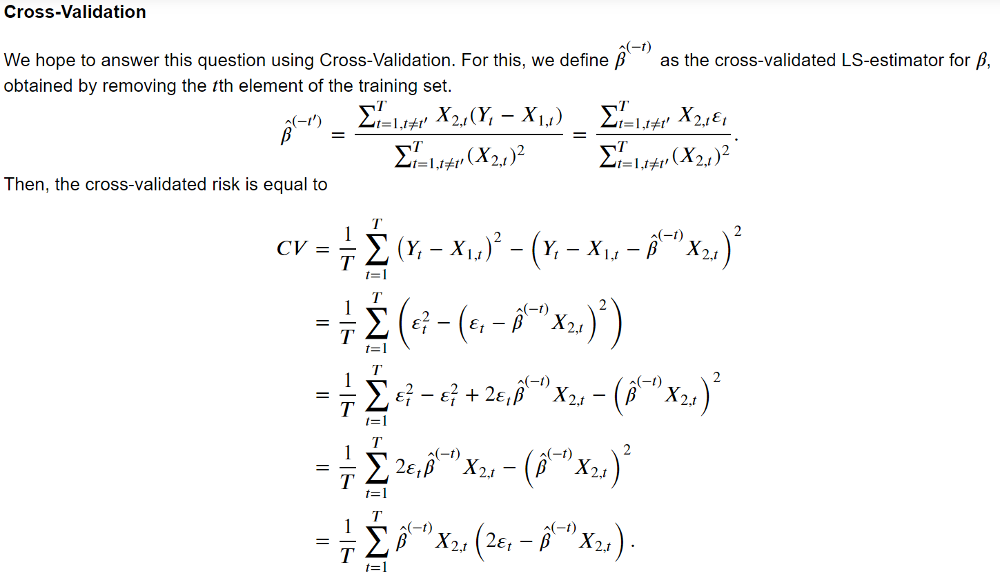 Cross-Validation
We hope to answer this question using Cross-Validation. For this, we define $\hat{\beta}^{(-t)}$ as the cross-validated LS-estimator for $\beta$,
obtained by removing the $t$th element of the training set.
$\hat{\beta}^{(-t')} = \frac{\sum_{t=1,t\neq t'}^{T} X_{2,t}(Y_t - X_{1,t})}{\sum_{t=1,t\neq t'}^{T} (X_{2,t})^2} = \frac{\sum_{t=1,t\neq t'}^{T} X_{2,t}\varepsilon_t}{\sum_{t=1,t\neq t'}^{T} (X_{2,t})^2}.$
Then, the cross-validated risk is equal to
$CV = \frac{1}{T} \sum_{t=1}^{T} \left(Y_t - X_{1,t}\right)^2 - \left(Y_t - X_{1,t} - \hat{\beta}^{(-t)} X_{2,t}\right)^2$
$= \frac{1}{T} \sum_{t=1}^{T} \left(\varepsilon_t^2 - \left(\varepsilon_t - \hat{\beta}^{(-t)} X_{2,t}\right)^2\right)$
$= \frac{1}{T} \sum_{t=1}^{T} \varepsilon_t^2 - \varepsilon_t^2 + 2\varepsilon_t \hat{\beta}^{(-t)} X_{2,t} - \left(\hat{\beta}^{(-t)} X_{2,t}\right)^2$
$= \frac{1}{T} \sum_{t=1}^{T} 2\varepsilon_t \hat{\beta}^{(-t)} X_{2,t} - \left(\hat{\beta}^{(-t)} X_{2,t}\right)^2$
$= \frac{1}{T} \sum_{t=1}^{T} \hat{\beta}^{(-t)} X_{2,t} \left(2\varepsilon_t - \hat{\beta}^{(-t)} X_{2,t}\right).$